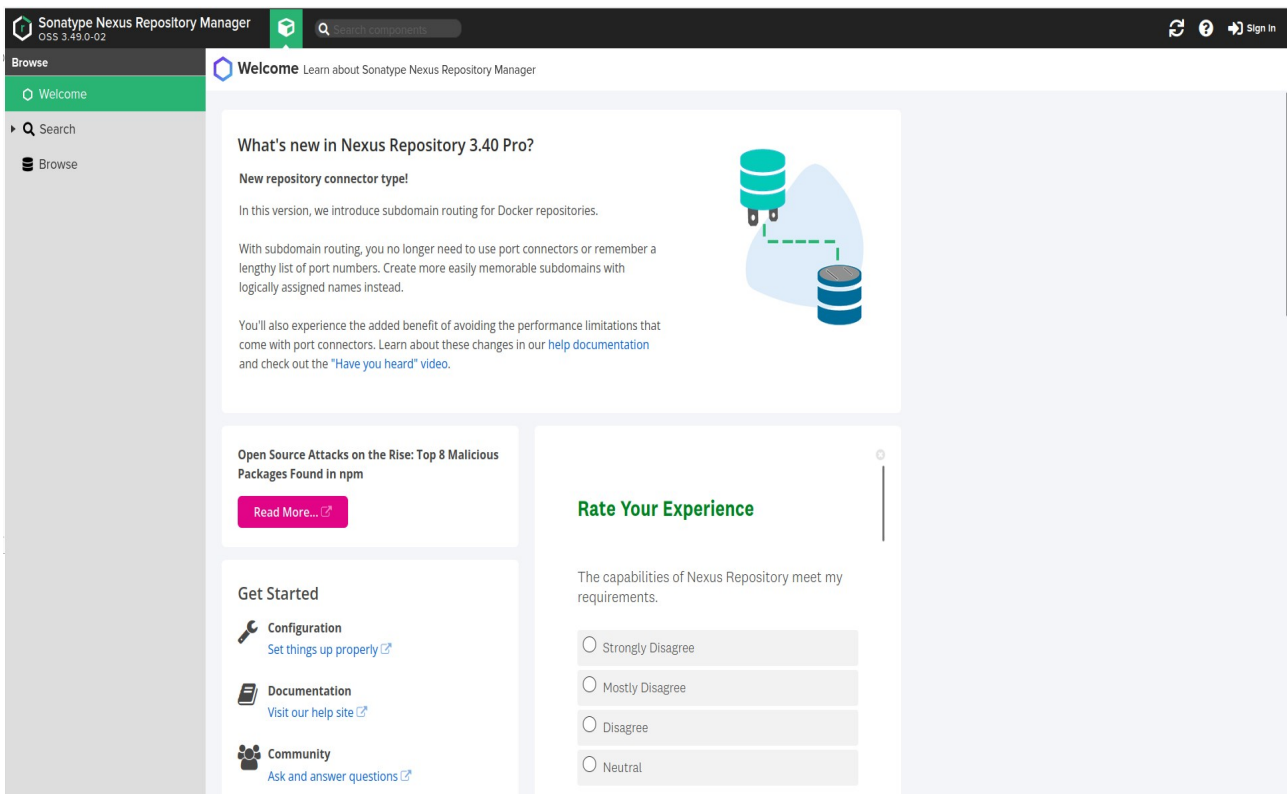 Sonatype Nexus Repository Manager
OSS 3.49.0-02
Search components
Sign in
Browse
Welcome
Search
Browse
Welcome Learn about Sonatype Nexus Repository Manager
What's new in Nexus Repository 3.40 Pro?
New repository connector type!
In this version, we introduce subdomain routing for Docker repositories.
With subdomain routing, you no longer need to use port connectors or remember a
lengthy list of port numbers. Create more easily memorable subdomains with
logically assigned names instead.
You'll also experience the added benefit of avoiding the performance limitations that
come with port connectors. Learn about these changes in our help documentation
and check out the "Have you heard" video.
Open Source Attacks on the Rise: Top 8 Malicious
Packages Found in npm
Read More...
Get Started
Configuration
Set things up properly
Documentation
Visit our help site
Community
Ask and answer questions
Rate Your Experience
The capabilities of Nexus Repository meet my
requirements.
Strongly Disagree
Mostly Disagree
Disagree
Neutral